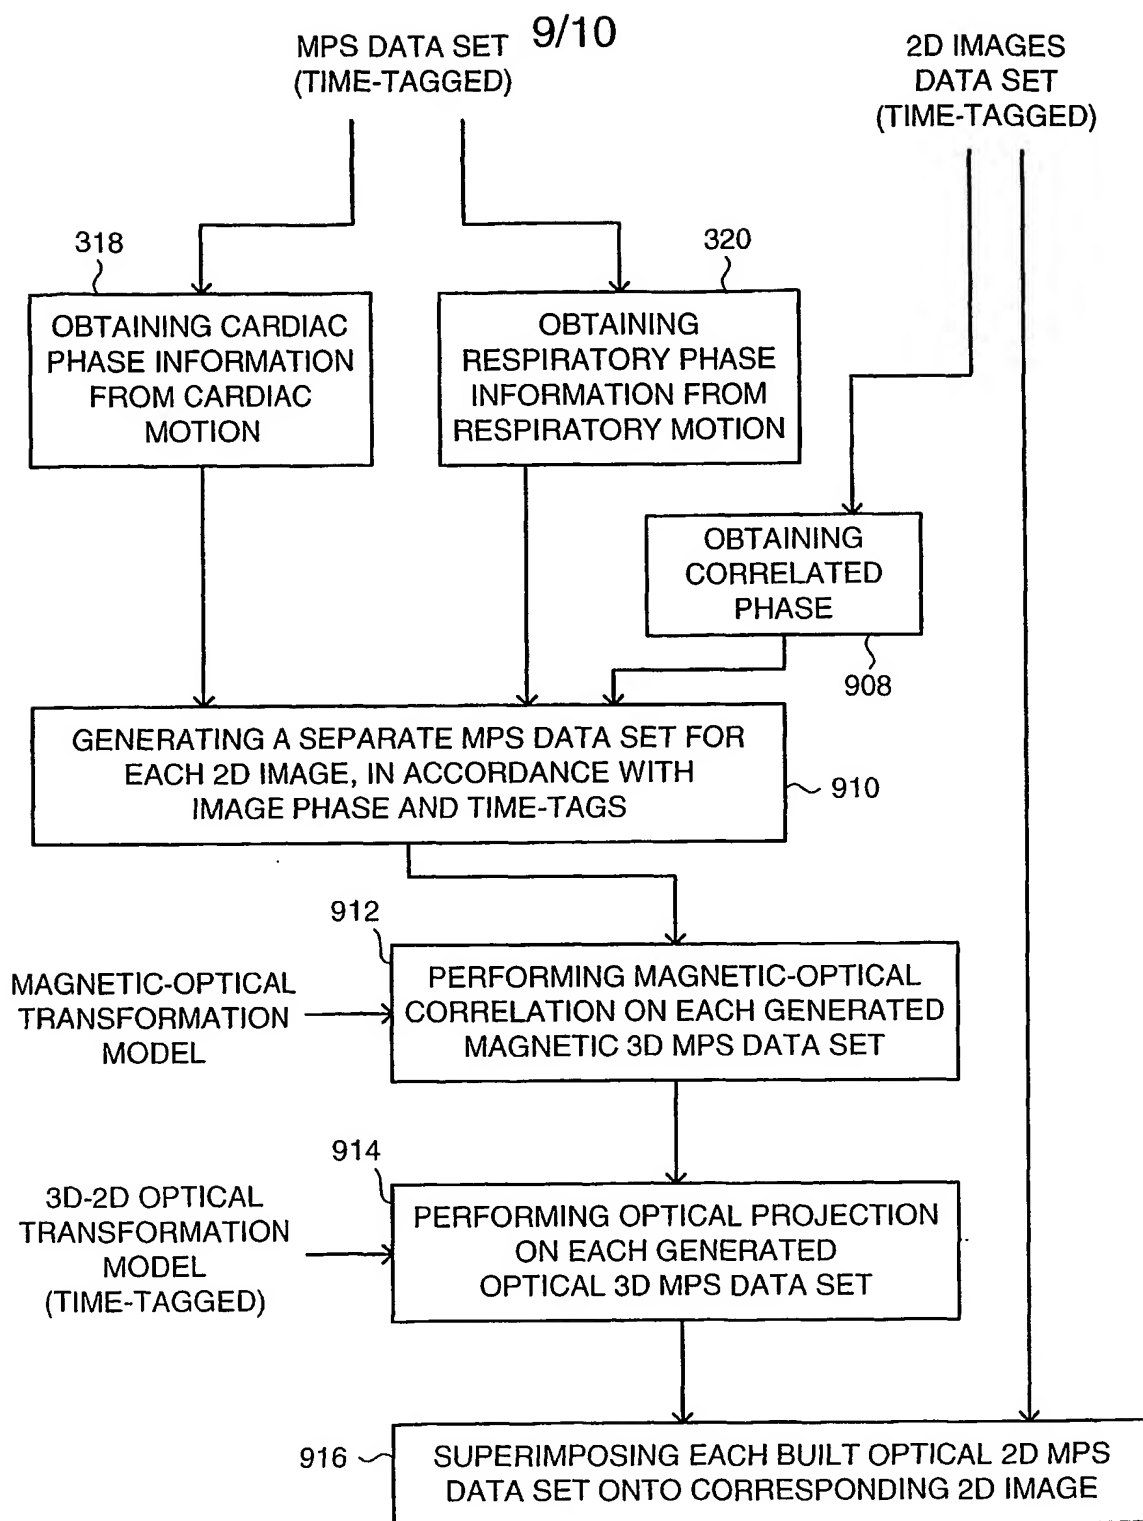 9/10
MPS DATA SET
(TIME-TAGGED)
2D IMAGES
DATA SET
(TIME-TAGGED)
318
OBTAINING CARDIAC
PHASE INFORMATION
FROM CARDIAC
MOTION
320
OBTAINING
RESPIRATORY PHASE
INFORMATION FROM
RESPIRATORY MOTION
OBTAINING
CORRELATED
PHASE
908
GENERATING A SEPARATE MPS DATA SET FOR
EACH 2D IMAGE, IN ACCORDANCE WITH
IMAGE PHASE AND TIME-TAGS
910
912
MAGNETIC-OPTICAL
TRANSFORMATION
MODEL
PERFORMING MAGNETIC-OPTICAL
CORRELATION ON EACH GENERATED
MAGNETIC 3D MPS DATA SET
914
3D-2D OPTICAL
TRANSFORMATION
MODEL
(TIME-TAGGED)
PERFORMING OPTICAL PROJECTION
ON EACH GENERATED
OPTICAL 3D MPS DATA SET
916
SUPERIMPOSING EACH BUILT OPTICAL 2D MPS
DATA SET ONTO CORRESPONDING 2D IMAGE